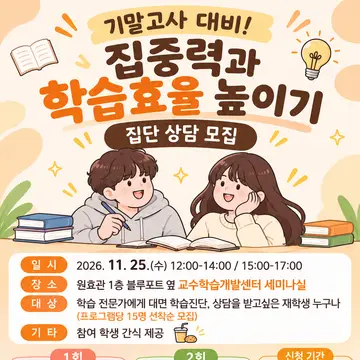 기말고사 대비!
집중력과
학습효율 높이기
집단 상담 모집
일 시 2026. 11. 25.(수) 12:00-14:00 / 15:00-17:00
장 소 원효관 1층 블루포트 옆 교수학습개발센터 세미나실
대 상 학습 전문가에게 대면 학습진단, 상담을 받고싶은 재학생 누구나
(프로그램당 15명 선착순 모집)
기 타 참여 학생 간식 제공
1회 2회 신청 기간